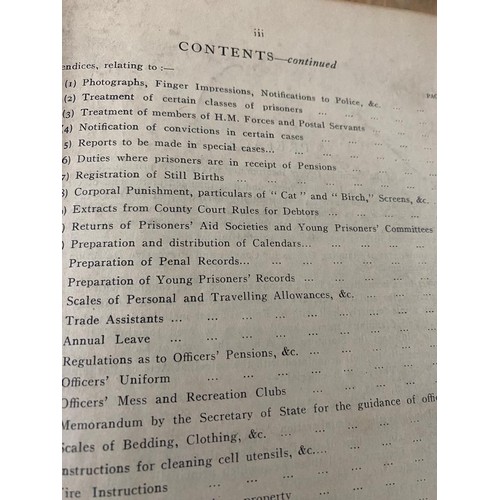 iii
CONTENTS—continued
endices, relating to :—
(1) Photographs, Finger Impressions, Notifications to Police, &c. ...
(2) Treatment of certain classes of prisoners ... ...
(3) Treatment of members of H.M. Forces and Postal Servants
(4) Notification of convictions in certain cases ... ... ...
5) Reports to be made in special cases... ... ... ... ...
6) Duties where prisoners are in receipt of Pensions ... ...
7) Registration of Still Births ... ... ... ... ...
8) Corporal Punishment, particulars of “ Cat ” and “ Birch,” Screens, &c.
) Extracts from County Court Rules for Debtors ... ... ...
) Returns of Prisoners’ Aid Societies and Young Prisoners’ Committees
) Preparation and distribution of Calendars... ... ... ...
Preparation of Penal Records... ... ... ... ...
Preparation of Young Prisoners’ Records ... ... ... ...
Scales of Personal and Travelling Allowances, &c. ... ... ...
Trade Assistants ... ... ... ... ... ... ...
Annual Leave ... ... ... ... ... ... ...
Regulations as to Officers’ Pensions, &c. ... ... ... ...
Officers’ Uniform ... ... ... ... ... ...
Officers’ Mess and Recreation Clubs ... ... ... ...
Memorandum by the Secretary of State for the guidance of offic
Scales of Bedding, Clothing, &c. ... ... ... ... ...
Instructions for cleaning cell utensils, &c.... ... ... ...
Fire Instructions ... ... ... ... ... ...
property ... ... ...